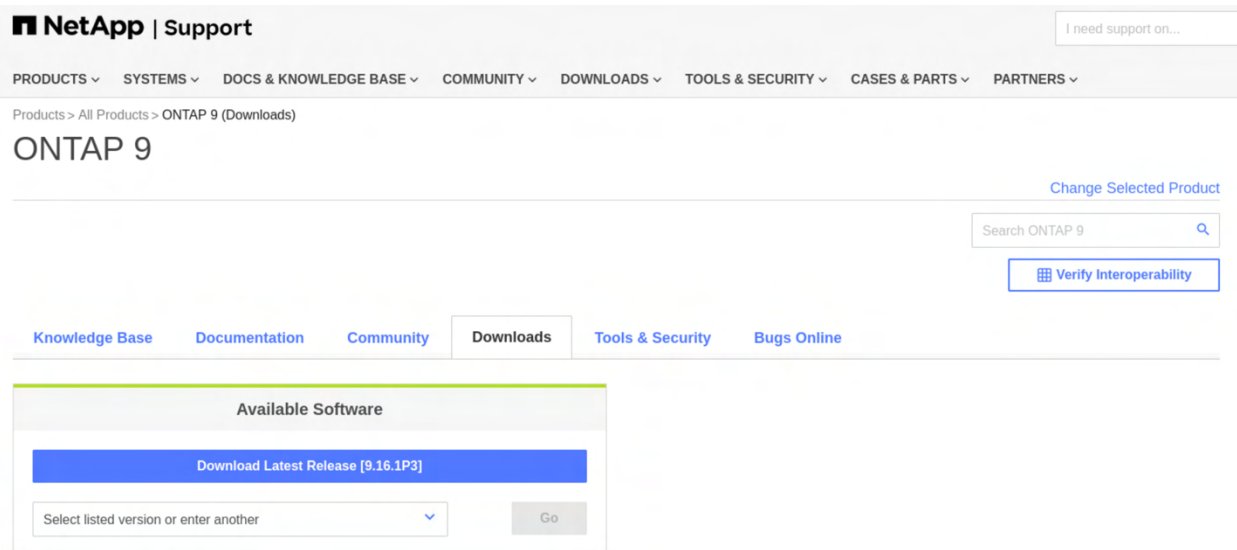 NetApp | Support
I need support on...
PRODUCTS SYSTEMS DOCS & KNOWLEDGE BASE COMMUNITY DOWNLOADS TOOLS & SECURITY CASES & PARTS PARTNERS
Products > All Products > ONTAP 9 (Downloads)
ONTAP 9
Change Selected Product
Search ONTAP 9
Verify Interoperability
Knowledge Base Documentation Community Downloads Tools & Security Bugs Online
Available Software
Download Latest Release [9.16.1P3]
Select listed version or enter another Go